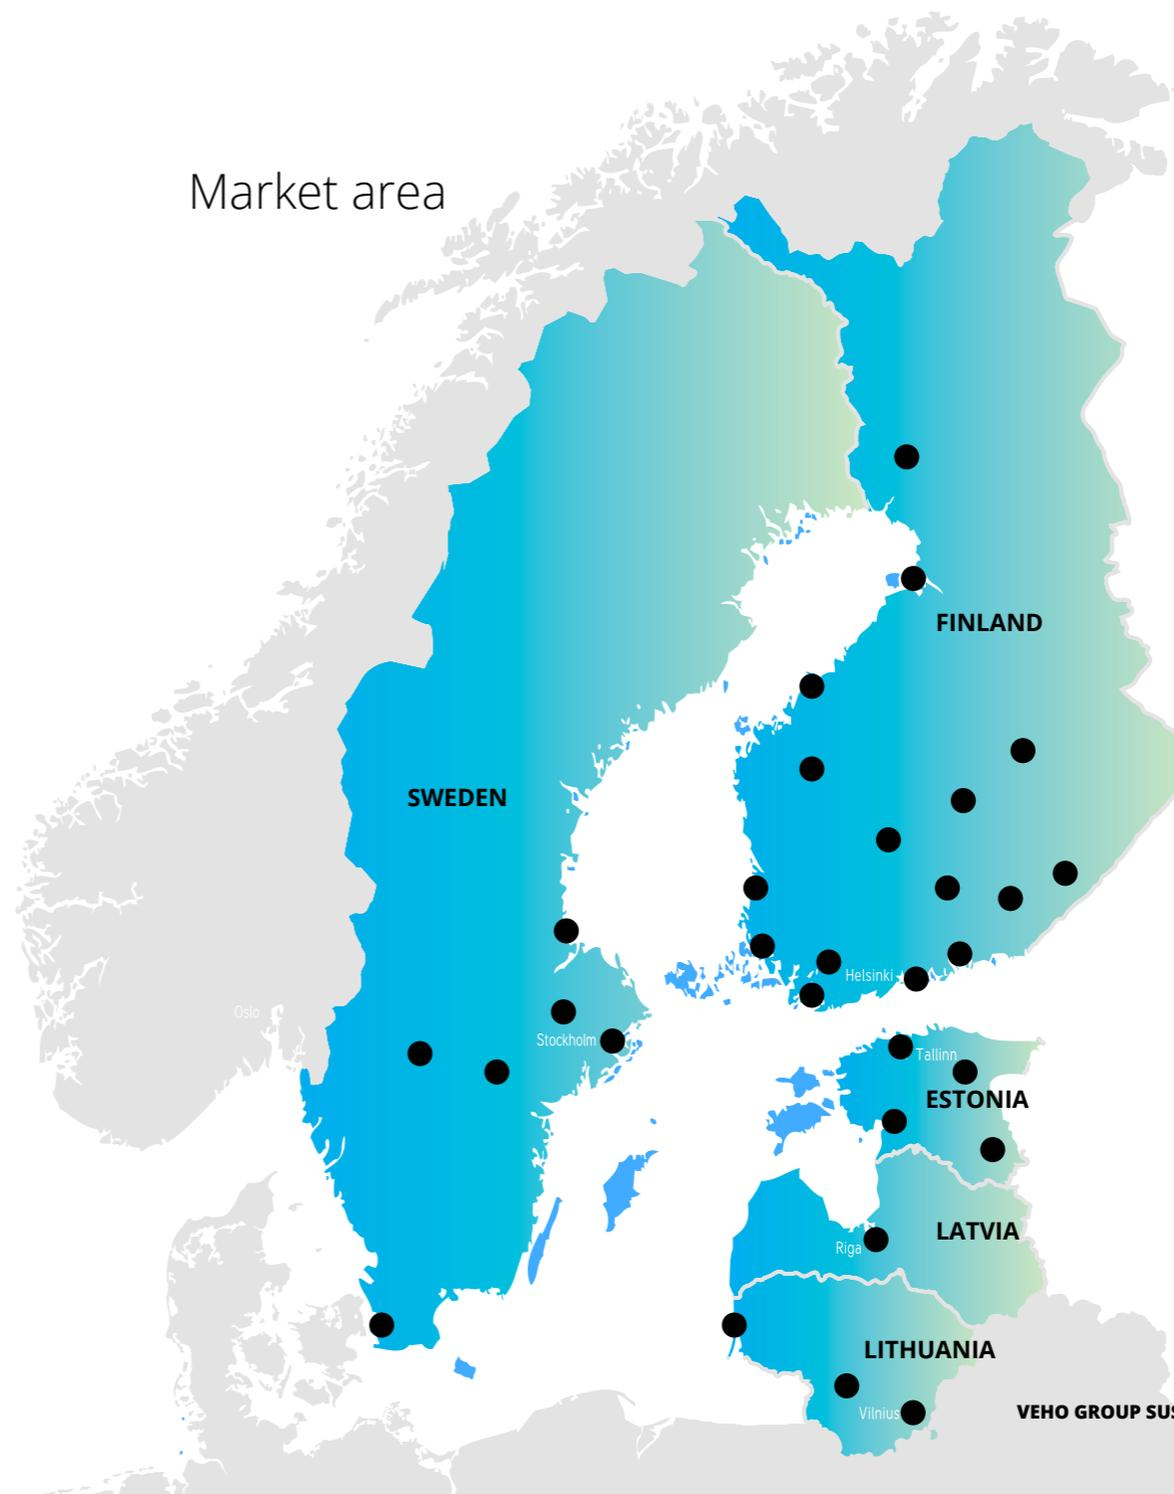 Market area
FINLAND
SWEDEN
Helsinki
Oslo
Stockholm
Tallinn
ESTONIA
LATVIA
Riga
LITHUANIA
Vilnius
VEHO GROUP SUS